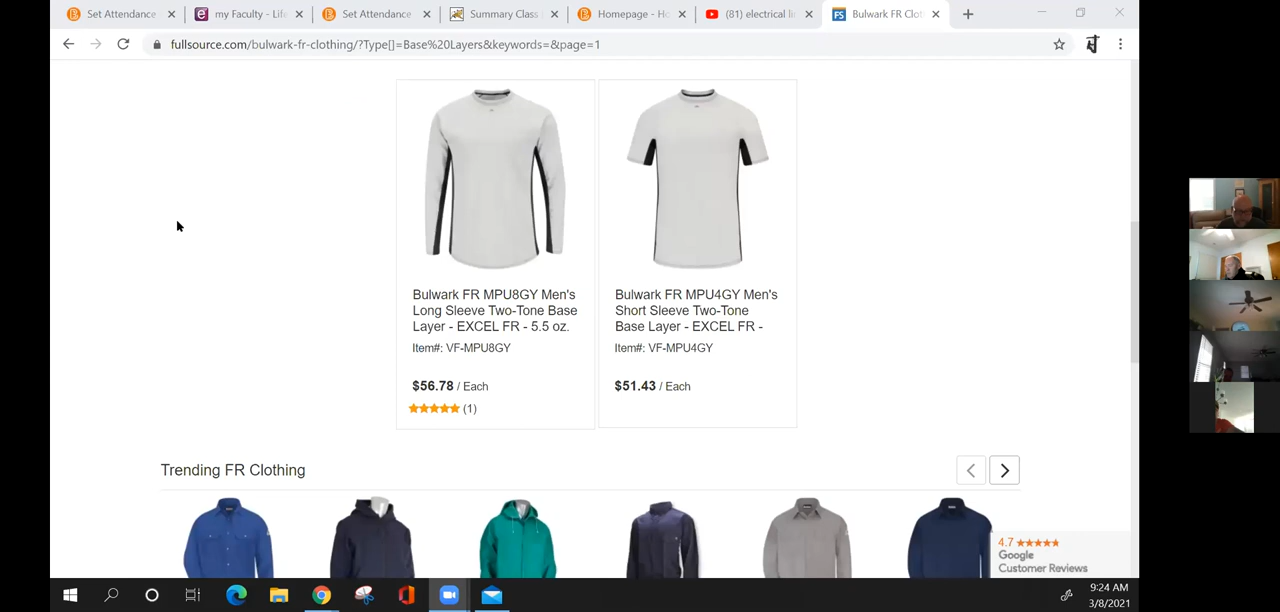 Set Attendance
my Faculty - Life
Set Attendance
Summary Class
Homepage - Ho
(81) electrical li
FS Bulwark FR Clot
fullsource.com/bulwark-fr-clothing/?Type[]=Base%20Layers&keywords=&page=1
Bulwark FR MPU8GY Men's
Long Sleeve Two-Tone Base
Layer - EXCEL FR - 5.5 oz.
Item#: VF-MPU8GY
$56.78 / Each
(1)
Bulwark FR MPU4GY Men's
Short Sleeve Two-Tone
Base Layer - EXCEL FR -
Item#: VF-MPU4GY
$51.43 / Each
Trending FR Clothing
4.7
Google
Customer Reviews
9:24 AM
3/8/2021